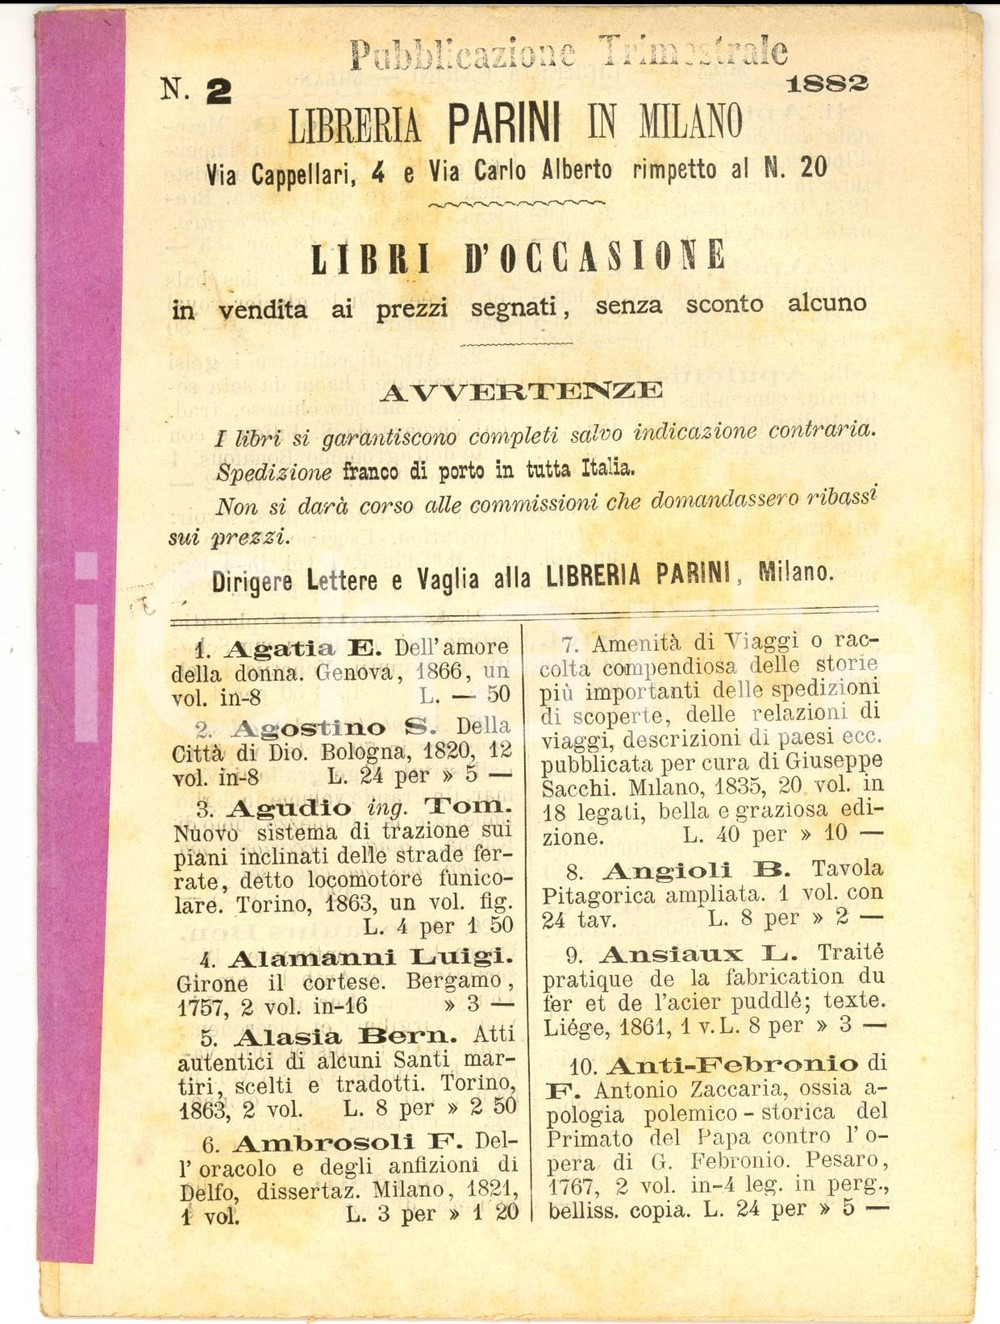 Pubblicazione Trimestrale
N. 2 1882
LIBRERIA PARINI IN MILANO
Via Cappellari, 4 e Via Carlo Alberto rimpetto al N. 20
LIBRI D'OCCASIONE
in vendita ai prezzi segnati, senza sconto alcuno
AVVERTENZE
I libri si garantiscono completi salvo indicazione contraria.
Spedizione franco di porto in tutta Italia.
Non si darà corso alle commissioni che domandassero ribassi
sui prezzi.
Dirigere Lettere e Vaglia alla LIBRERIA PARINI, Milano.
1. Agatia E. Dell'amore
della donna. Genova, 1866, un
vol. in-8 L. — 50
2. Agostino S. Della
Città di Dio. Bologna, 1820, 12
vol. in-8 L. 24 per » 5 —
3. Agudio ing. Tom.
Nuovo sistema di trazione sui
piani inclinati delle strade fer-
rate, detto locomotore funico-
lare. Torino, 1863, un vol. fig.
L. 4 per 1 50
4. Alamanni Luigi.
Girone il cortese. Bergamo,
1757, 2 vol. in-16 » 3 —
5. Alasia Bern. Atti
autentici di alcuni Santi mar-
tiri, scelti e tradotti. Torino,
1863, 2 vol. L. 8 per » 2 50
6. Ambrosoli F. Del-
l'oracolo e degli anfizioni di
Delfo, dissertaz. Milano, 1821,
1 vol. L. 3 per » 1 20
7. Amenità di Viaggi o rac-
colta compendiosa delle storie
più importanti delle spedizioni
di scoperte, delle relazioni di
viaggi, descrizioni di paesi ecc.
pubblicata per cura di Giuseppe
Sacchi. Milano, 1835, 20 vol. in
18 legati, bella e graziosa edi-
zione. L. 40 per » 10 —
8. Angioli B. Tavola
Pitagorica ampliata. 1 vol. con
24 tav. L. 8 per » 2 —
9. Ansiaux L. Traité
pratique de la fabrication du
fer et de l'acier puddlé; texte.
Liége, 1861, 1 v. L. 8 per » 3 —
10. Anti-Febronio di
F. Antonio Zaccaria, ossia a-
pologia polemico-storica del
Primato del Papa contro l'o-
pera di G. Febronio. Pesaro,
1767, 2 vol. in-4 leg. in perg.,
belliss. copia. L. 24 per » 5 —